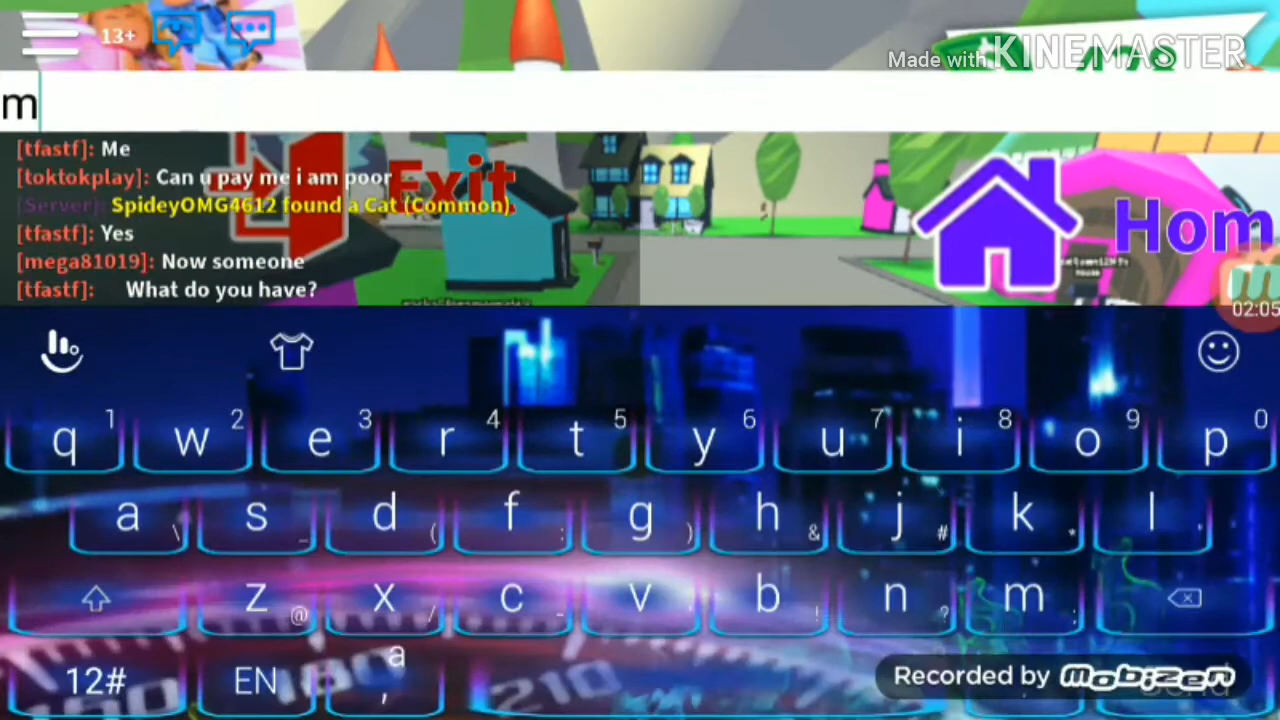 13+
Made with KINEMASTER
m
[tfastf]: Me
[toktokplay]: Can u pay me i am poor
Exit
[Server]: SpideyOMG4612 found a Cat (Common).
[tfastf]: Yes
Hom
[mega81019]: Now someone
[tfastf]: What do you have?
02:05
q 1 w 2 e 3 r 4 t 5 y 6 u 7 i 8 o 9 p 0
a \ s _ d ( f : g ) h & j # k * l '
z @ x / c - v b ! n ? m ;
12# EN a ,
180 210
Recorded by mobizen